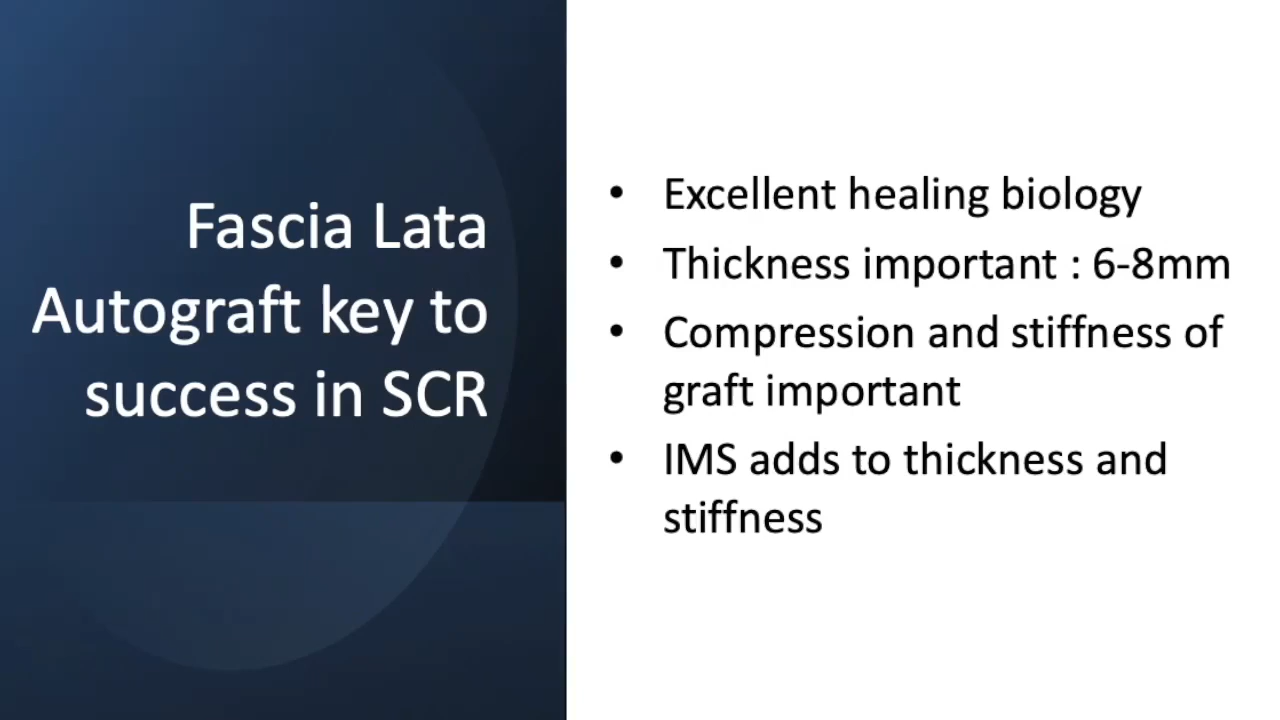 Fascia Lata
Autograft key to
success in SCR
• Excellent healing biology
• Thickness important : 6-8mm
• Compression and stiffness of
graft important
• IMS adds to thickness and
stiffness